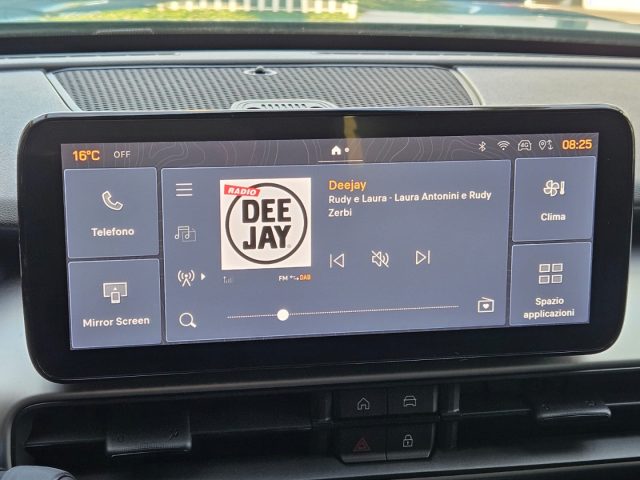 16°C OFF
4G
08:25
Telefono
Mirror Screen
RADIO
DEE
JAY
Deejay
Rudy e Laura · Laura Antonini e Rudy
Zerbi
FM DAB
Clima
Spazio
applicazioni